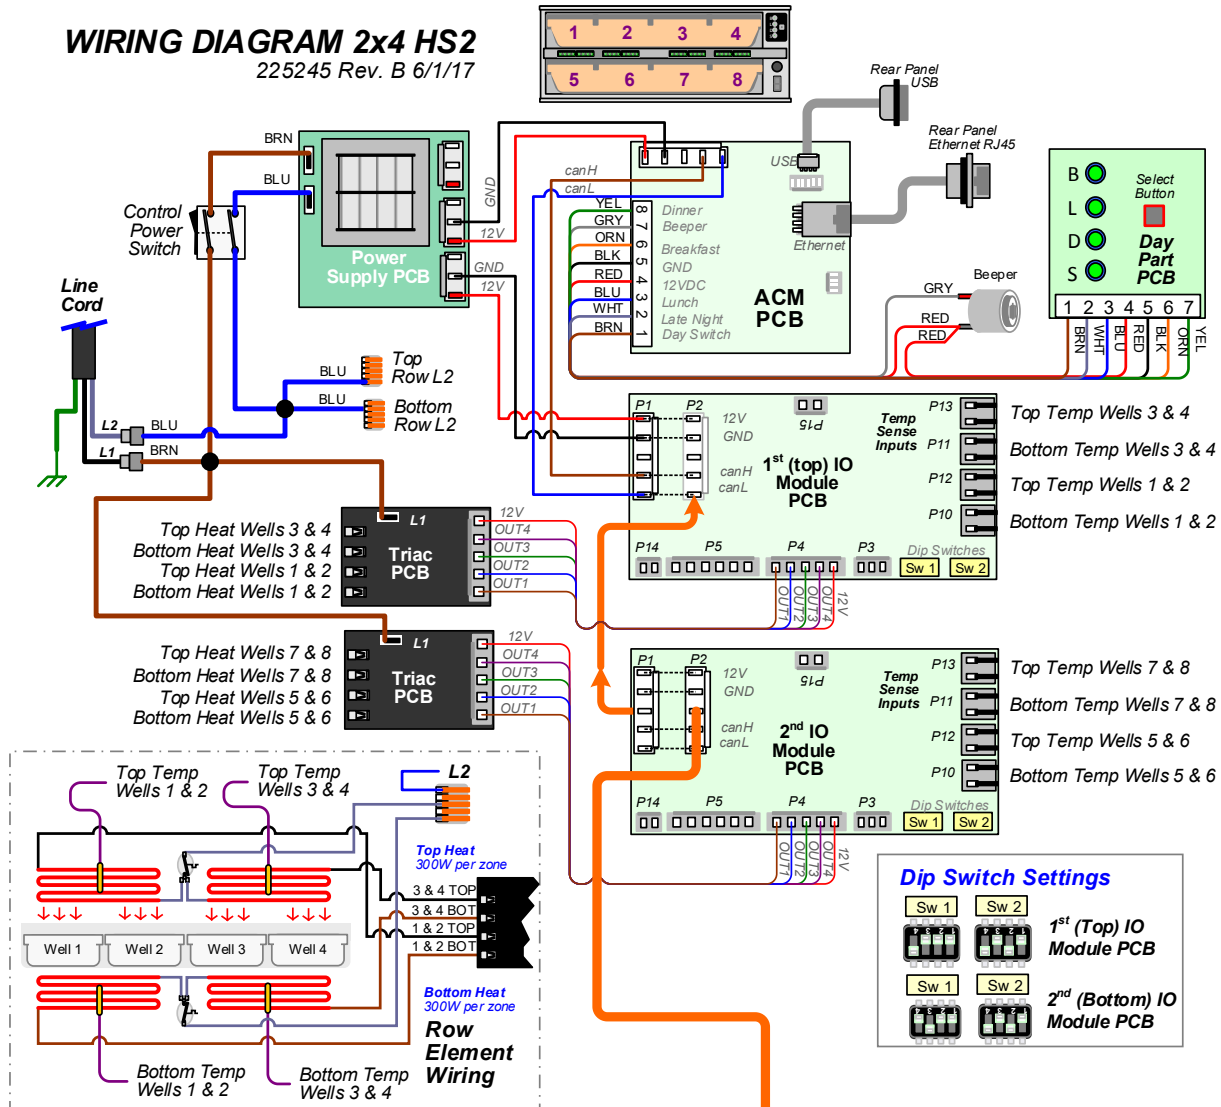 WIRING DIAGRAM 2x4 HS2
225245 Rev. B 6/1/17
1 2 3 4
5 6 7 8
Rear Panel
USB
Rear Panel
Ethernet RJ45
BRN
BLU
Control
Power
Switch
Power
Supply PCB
GND
12V
GND
12V
canH
canL
USB
Ethernet
YEL 8 Dinner
GRY 7 Beeper
ORN 6 Breakfast
BLK 5 GND
RED 4 12VDC
BLU 3 Lunch
WHT 2 Late Night
BRN 1 Day Switch
ACM
PCB
Beeper
GRY
RED
RED
B
L
D
S
Select
Button
Day
Part
PCB
1 2 3 4 5 6 7
BRN
WHT
BLU
RED
BLK
ORN
YEL
Line
Cord
L2
L1
BLU
BRN
BLU
BLU
Top
Row L2
Bottom
Row L2
P1
P2
12V
GND
canH
canL
P15
Temp
Sense
Inputs
1st (top) IO
Module
PCB
P13 Top Temp Wells 3 & 4
P11 Bottom Temp Wells 3 & 4
P12 Top Temp Wells 1 & 2
P10 Bottom Temp Wells 1 & 2
P14
P5
P4
P3
Dip Switches
Sw 1
Sw 2
OUT1
OUT2
OUT3
OUT4
12V
Top Heat Wells 3 & 4
Bottom Heat Wells 3 & 4
Top Heat Wells 1 & 2
Bottom Heat Wells 1 & 2
L1
Triac
PCB
12V
OUT4
OUT3
OUT2
OUT1
Top Heat Wells 7 & 8
Bottom Heat Wells 7 & 8
Top Heat Wells 5 & 6
Bottom Heat Wells 5 & 6
L1
Triac
PCB
12V
OUT4
OUT3
OUT2
OUT1
P1
P2
12V
GND
canH
canL
P15
Temp
Sense
Inputs
2nd IO
Module
PCB
P13 Top Temp Wells 7 & 8
P11 Bottom Temp Wells 7 & 8
P12 Top Temp Wells 5 & 6
P10 Bottom Temp Wells 5 & 6
P14
P5
P4
P3
Dip Switches
Sw 1
Sw 2
OUT1
OUT2
OUT3
OUT4
12V
Top Temp
Wells 1 & 2
Top Temp
Wells 3 & 4
L2
Top Heat
300W per zone
3 & 4 TOP
3 & 4 BOT
1 & 2 TOP
1 & 2 BOT
Well 1
Well 2
Well 3
Well 4
Bottom Heat
300W per zone
Row
Element
Wiring
Bottom Temp
Wells 1 & 2
Bottom Temp
Wells 3 & 4
Dip Switch Settings
Sw 1
Sw 2
1st (Top) IO
Module PCB
Sw 1
Sw 2
2nd (Bottom) IO
Module PCB